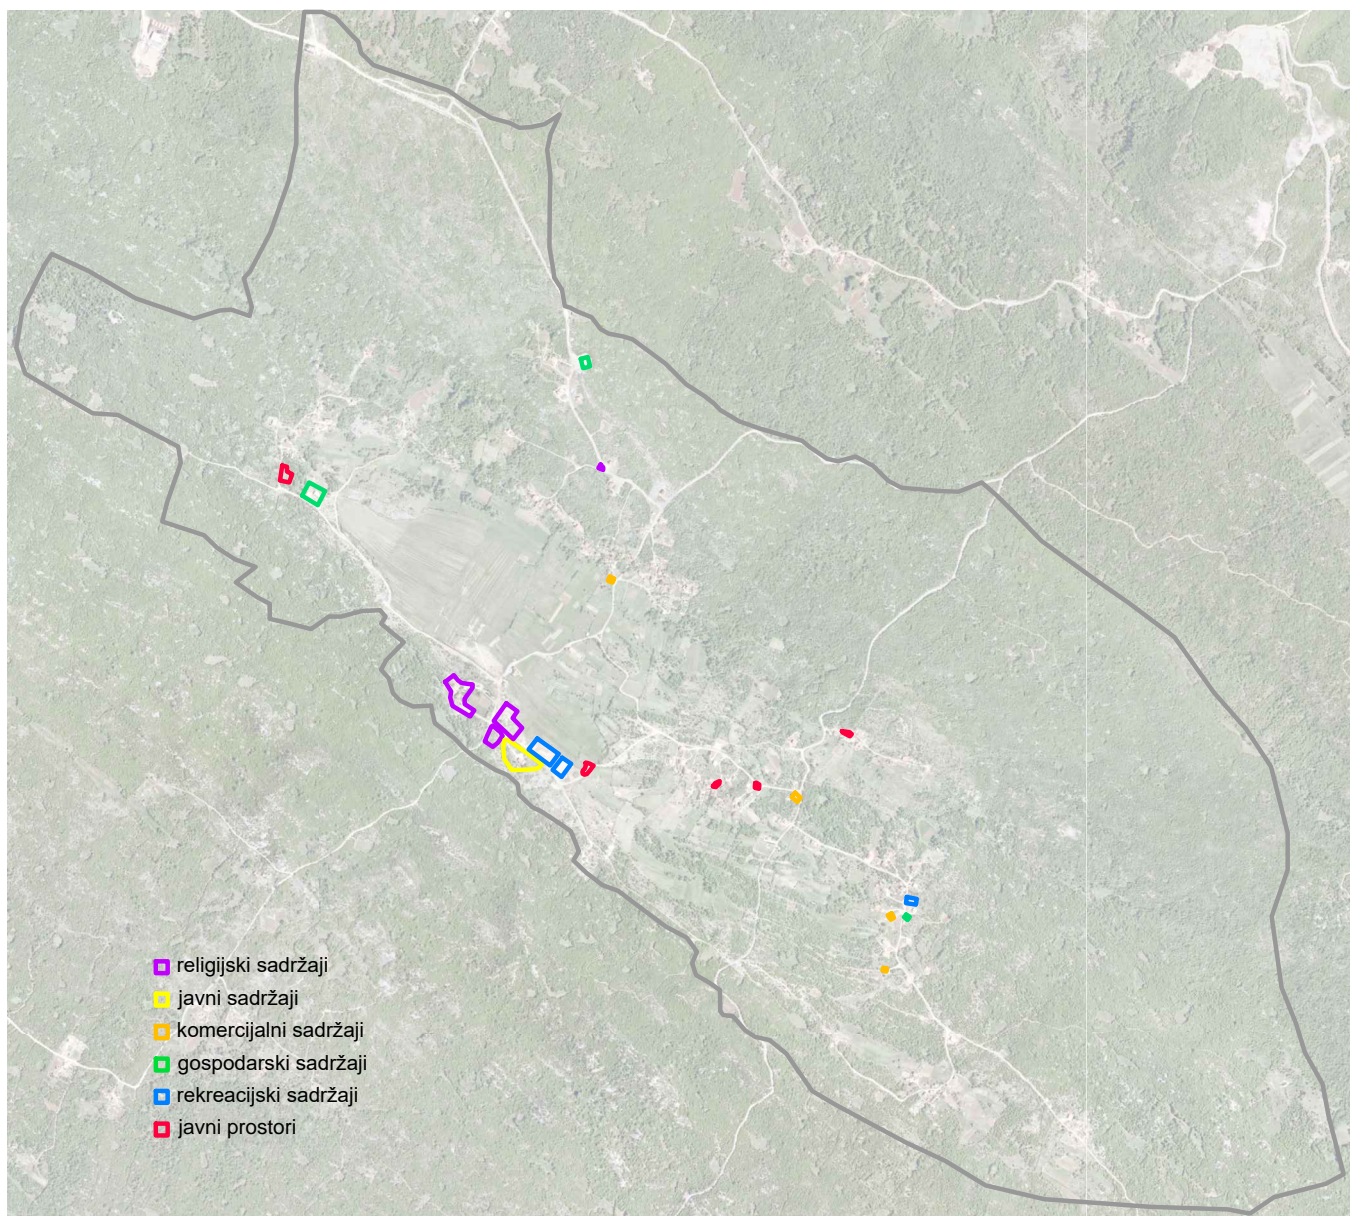 religijski sadržaji
javni sadržaji
komercijalni sadržaji
gospodarski sadržaji
rekreacijski sadržaji
javni prostori